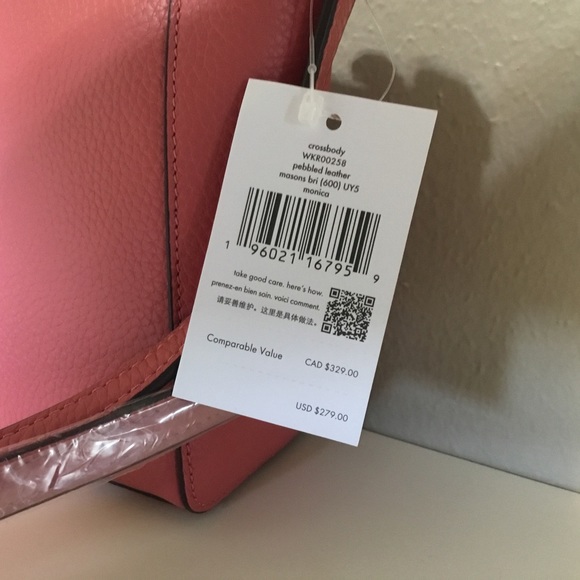 crossbody
WKR00258
pebbled leather
masons bri (600) UY5
monica
1 96021 16795 9
take good care. here's how.
prenez-en bien soin. voici comment.
请妥善维护。这里是具体做法。
Comparable Value CAD $329.00
USD $279.00